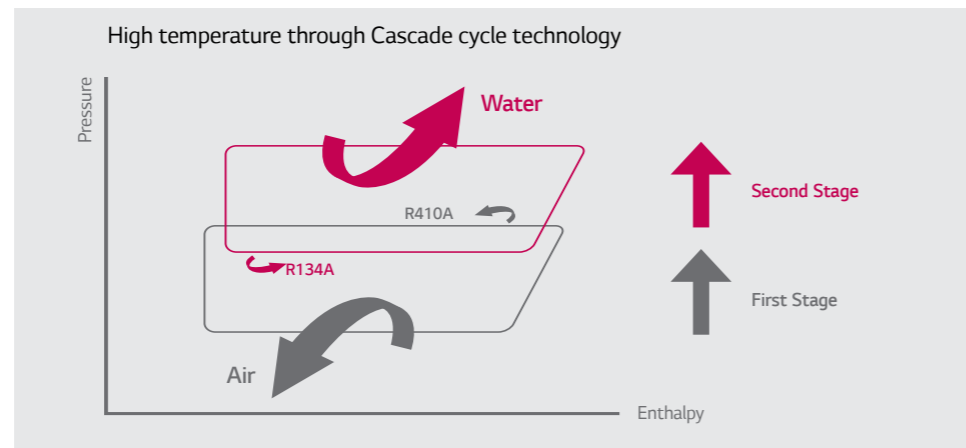 High temperature through Cascade cycle technology
Pressure
Water
Second Stage
R410A
R134A
First Stage
Air
Enthalpy